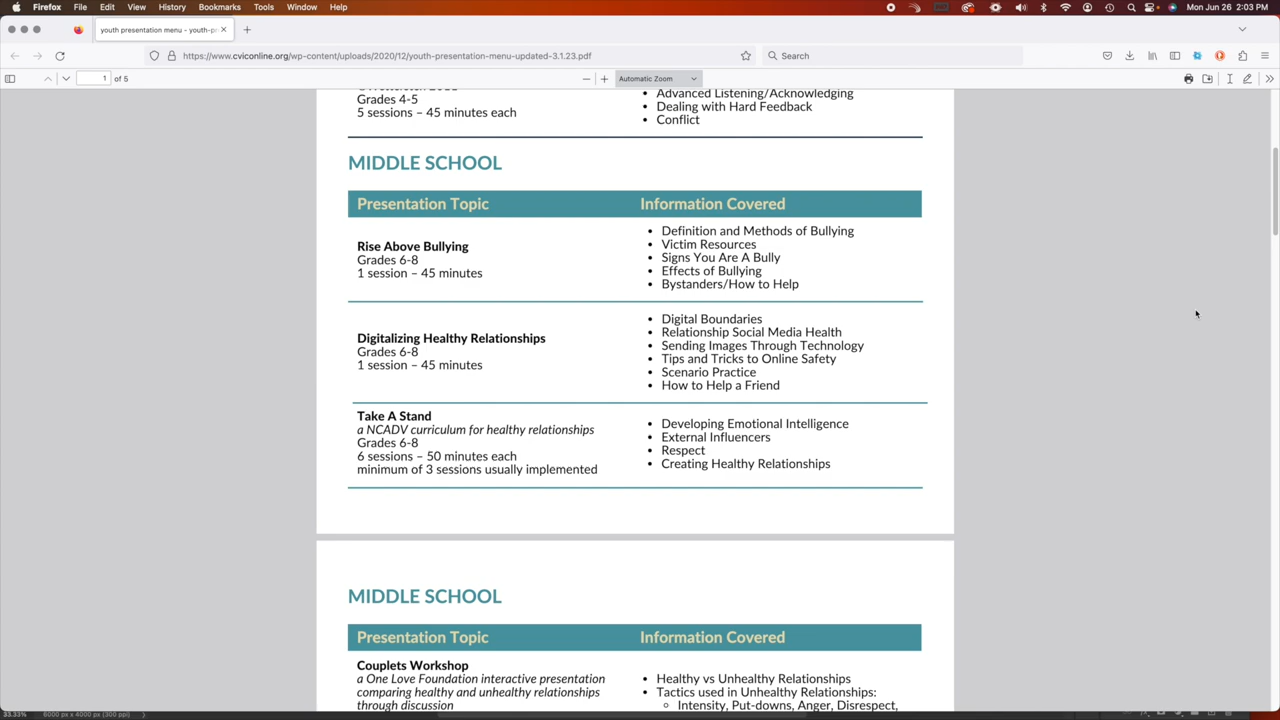 Firefox File Edit View History Bookmarks Tools Window Help
Mon Jun 26 2:03 PM
youth presentation menu - youth-pr
https://www.cviconline.org/wp-content/uploads/2020/12/youth-presentation-menu-updated-3.1.23.pdf
Search
1 of 5
Automatic Zoom
Grades 4-5
5 sessions – 45 minutes each
• Advanced Listening/Acknowledging
• Dealing with Hard Feedback
• Conflict
MIDDLE SCHOOL
Presentation Topic
Information Covered
Rise Above Bullying
Grades 6-8
1 session – 45 minutes
• Definition and Methods of Bullying
• Victim Resources
• Signs You Are A Bully
• Effects of Bullying
• Bystanders/How to Help
Digitalizing Healthy Relationships
Grades 6-8
1 session – 45 minutes
• Digital Boundaries
• Relationship Social Media Health
• Sending Images Through Technology
• Tips and Tricks to Online Safety
• Scenario Practice
• How to Help a Friend
Take A Stand
a NCADV curriculum for healthy relationships
Grades 6-8
6 sessions – 50 minutes each
minimum of 3 sessions usually implemented
• Developing Emotional Intelligence
• External Influencers
• Respect
• Creating Healthy Relationships
MIDDLE SCHOOL
Presentation Topic
Information Covered
Couplets Workshop
a One Love Foundation interactive presentation
comparing healthy and unhealthy relationships
through discussion
• Healthy vs Unhealthy Relationships
• Tactics used in Unhealthy Relationships:
◦ Intensity, Put-downs, Anger, Disrespect,
33.33% 6000 px x 4000 px (300 ppi)